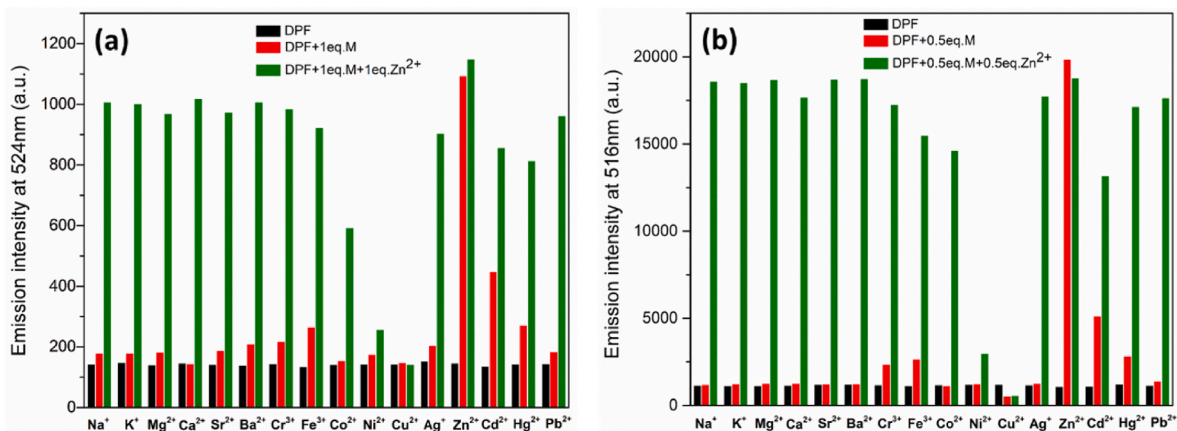 (a)
DPF
DPF+1eq.M
DPF+1eq.M+1eq.Zn²⁺
Emission intensity at 524nm (a.u.)
1200
1000
800
600
400
200
0
Na⁺ K⁺ Mg²⁺ Ca²⁺ Sr²⁺ Ba²⁺ Cr³⁺ Fe³⁺ Co²⁺ Ni²⁺ Cu²⁺ Ag⁺ Zn²⁺ Cd²⁺ Hg²⁺ Pb²⁺
(b)
DPF
DPF+0.5eq.M
DPF+0.5eq.M+0.5eq.Zn²⁺
Emission intensity at 516nm (a.u.)
20000
15000
10000
5000
0
Na⁺ K⁺ Mg²⁺ Ca²⁺ Sr²⁺ Ba²⁺ Cr³⁺ Fe³⁺ Co²⁺ Ni²⁺ Cu²⁺ Ag⁺ Zn²⁺ Cd²⁺ Hg²⁺ Pb²⁺